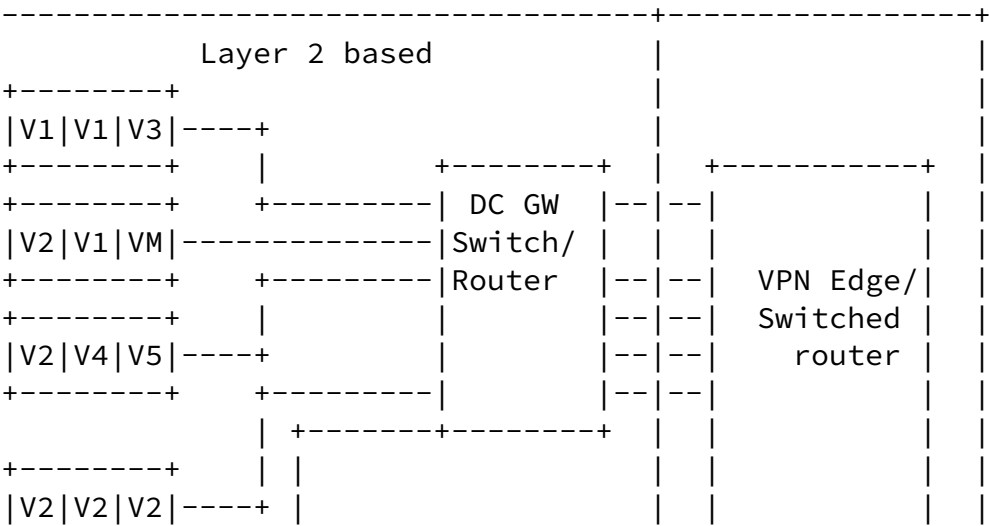 -----------------------------------+-----------------+
           Layer 2 based            |                 |
+--------+                          |                 |
|V1|V1|V3|----+                     |                 |
+--------+    |         +--------+  |  +-----------+  |
+--------+    +---------| DC GW  |--|--|           |  |
|V2|V1|VM|--------------|Switch/ |  |  |           |  |
+--------+    +---------|Router  |--|--|  VPN Edge/|  |
+--------+    |         |        |--|--|  Switched |  |
|V2|V4|V5|----+         |        |--|--|    router |  |
+--------+    +---------|        |--|--|           |  |
              | +-------+--------+  |  |           |  |
+--------+    | |                   |  |           |  |
|V2|V2|V2|----+ |                   |  |           |  |